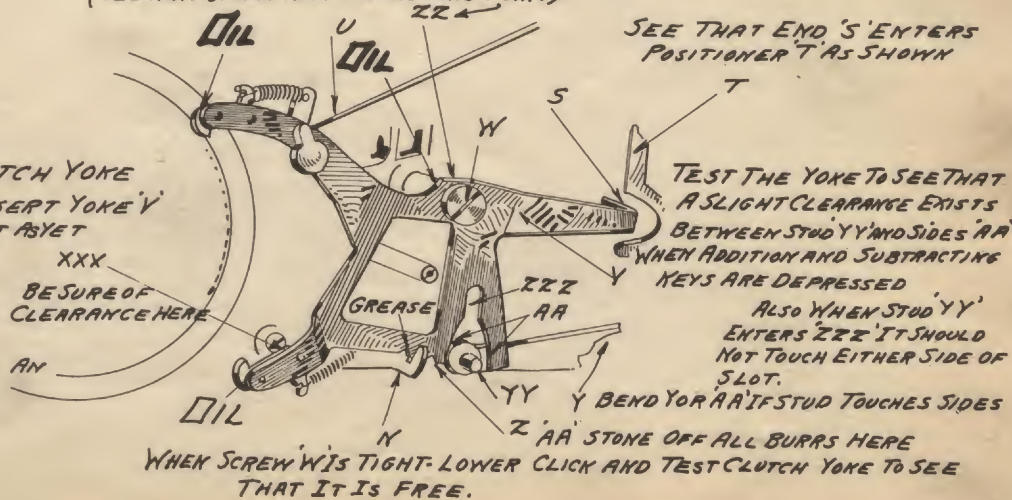 ZZ
OIL
U
OIL
SEE THAT END 'S' ENTERS
POSITIONER 'T' AS SHOWN
S
T
W
TCH YOKE
SERT YOKE 'V'
T AS YET
XXX
BE SURE OF
CLEARANCE HERE
AN
GREASE
ZZZ
AA
Y
TEST THE YOKE TO SEE THAT
A SLIGHT CLEARANCE EXISTS
BETWEEN STUD 'YY' AND SIDES 'AA'
WHEN ADDITION AND SUBTRACTING
KEYS ARE DEPRESSED
ALSO WHEN STUD 'YY'
ENTERS 'ZZZ' IT SHOULD
NOT TOUCH EITHER SIDE OF
SLOT.
OIL
N
YY
Y BEND Y OR 'AA' IF STUD TOUCHES SIDES
Z 'AA' STONE OFF ALL BURRS HERE
WHEN SCREW 'W' IS TIGHT - LOWER CLICK AND TEST CLUTCH YOKE TO SEE
THAT IT IS FREE.